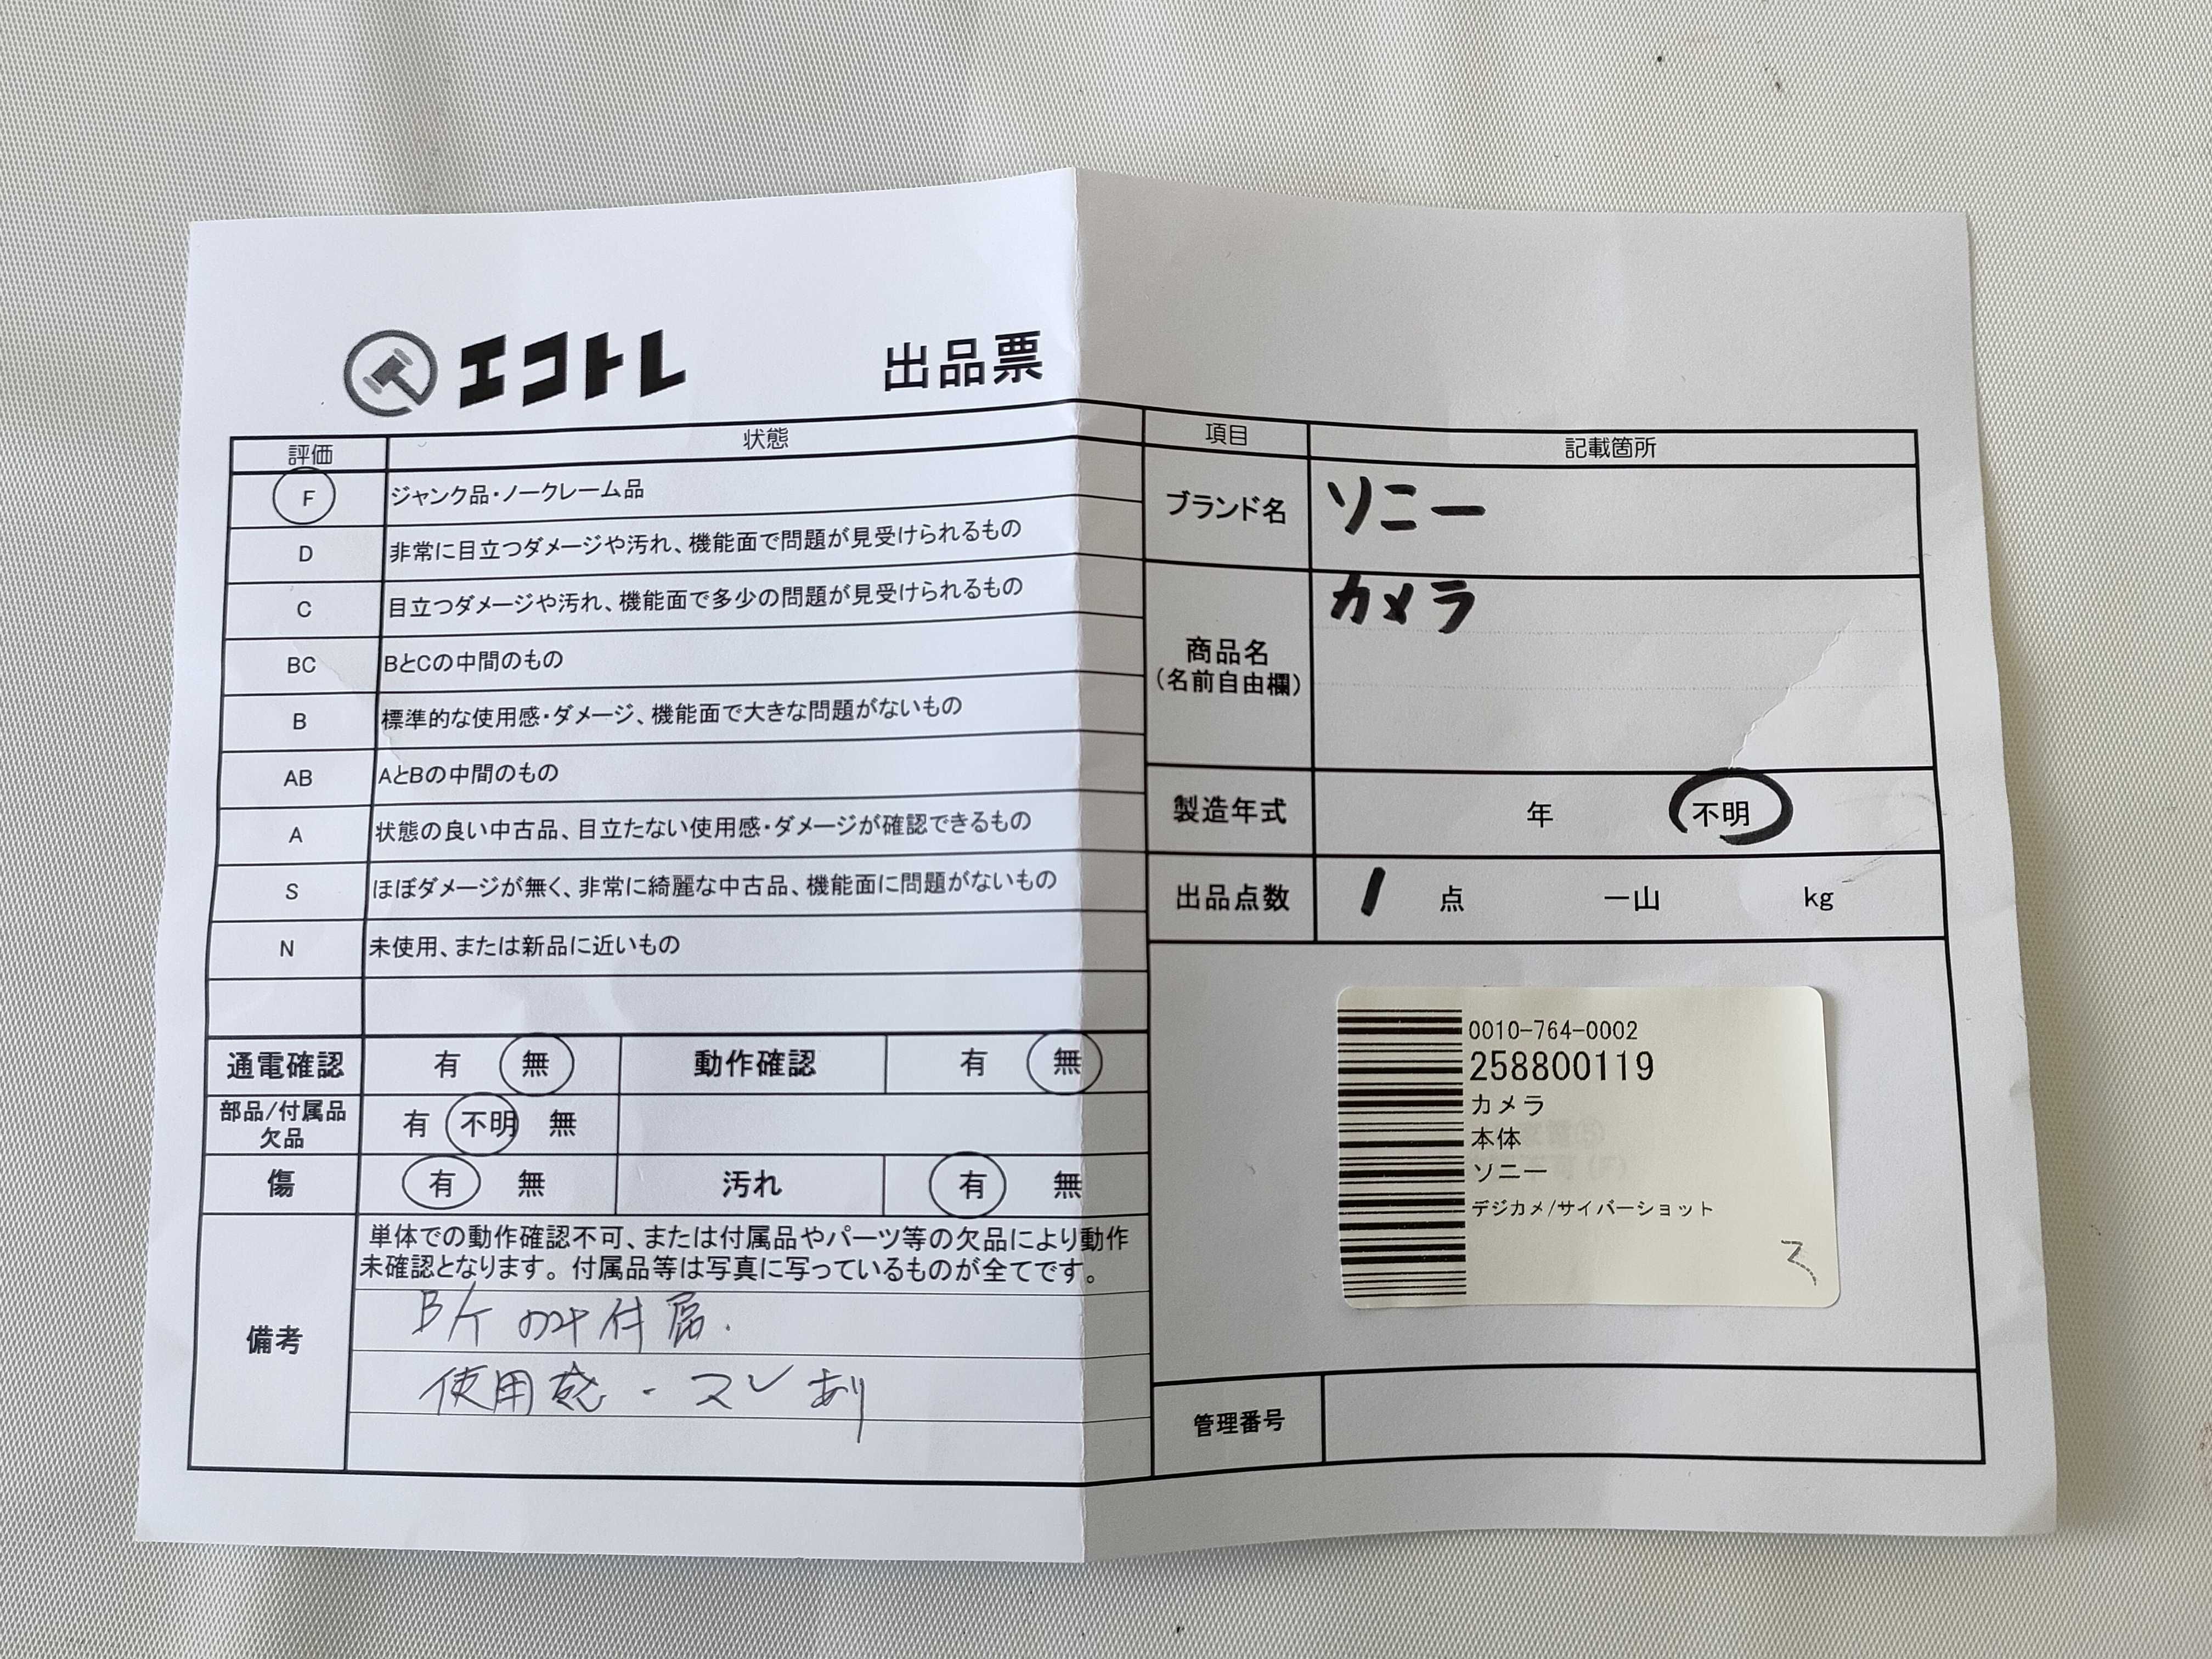 エコトレ 出品票
評価 状態
F ジャンク品・ノークレーム品
D 非常に目立つダメージや汚れ、機能面で問題が見受けられるもの
C 目立つダメージや汚れ、機能面で多少の問題が見受けられるもの
BC BとCの中間のもの
B 標準的な使用感・ダメージ、機能面で大きな問題がないもの
AB AとBの中間のもの
A 状態の良い中古品、目立たない使用感・ダメージが確認できるもの
S ほぼダメージが無く、非常に綺麗な中古品、機能面に問題がないもの
N 未使用、または新品に近いもの
通電確認 有 無 動作確認 有 無
部品/付属品
欠品 有 不明 無
傷 有 無 汚れ 有 無
備考
単体での動作確認不可、または付属品やパーツ等の欠品により動作
未確認となります。付属品等は写真に写っているものが全てです。
のみ付属.
使用感・スレあり
項目 記載箇所
ブランド名 ソニー
商品名
(名前自由欄) カメラ
製造年式 年 不明
出品点数 1 点 一山 kg
0010-764-0002
258800119
カメラ
本体
ソニー
デジカメ/サイバーショット
管理番号